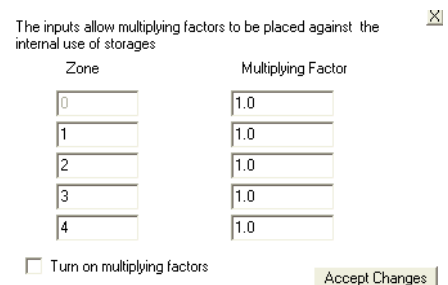 The inputs allow multiplying factors to be placed against the
internal use of storages
X
Zone Multiplying Factor
0 1.0
1 1.0
2 1.0
3 1.0
4 1.0
Turn on multiplying factors
Accept Changes